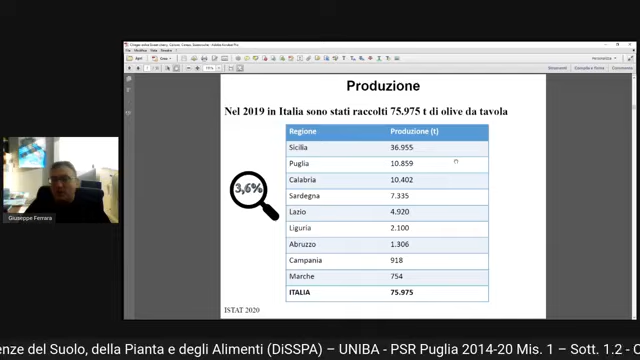 Produzione
Nel 2019 in Italia sono stati raccolti 75.975 t di olive da tavola
Regione Produzione (t)
Sicilia 36.955
Puglia 10.859
Calabria 10.402
Sardegna 7.335
Lazio 4.920
Liguria 2.100
Abruzzo 1.306
Campania 918
Marche 754
ITALIA 75.975
3,6%
ISTAT 2020
Giuseppe Ferrara
enze del Suolo, della Pianta e degli Alimenti (DiSSPA) – UNIBA - PSR Puglia 2014-20 Mis. 1 – Sott. 1.2 - C